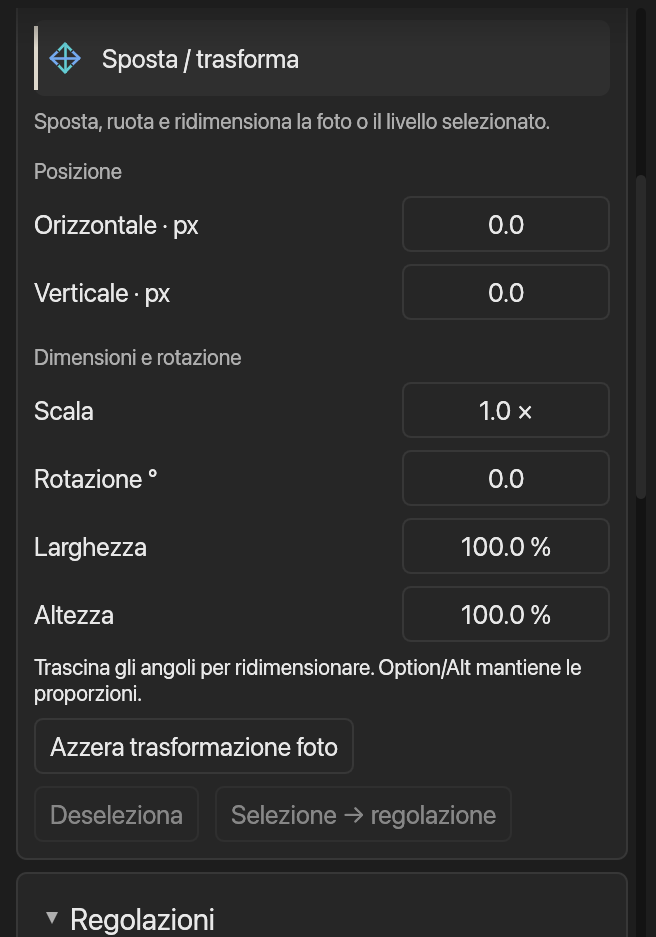 Sposta / trasforma
Sposta, ruota e ridimensiona la foto o il livello selezionato.
Posizione
Orizzontale · px
0.0
Verticale · px
0.0
Dimensioni e rotazione
Scala
1.0 ×
Rotazione °
0.0
Larghezza
100.0 %
Altezza
100.0 %
Trascina gli angoli per ridimensionare. Option/Alt mantiene le
proporzioni.
Azzera trasformazione foto
Deseleziona
Selezione → regolazione
▼ Regolazioni